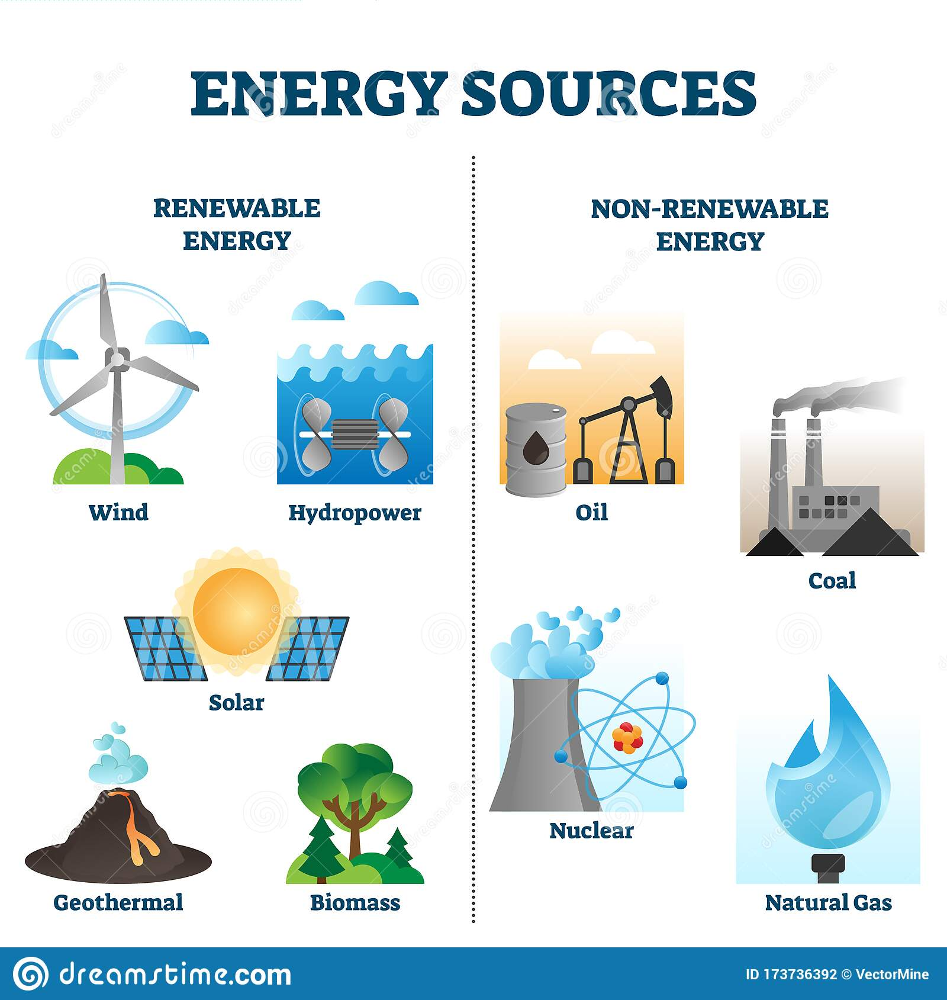 ENERGY SOURCES
RENEWABLE
ENERGY
NON-RENEWABLE
ENERGY
Wind
Hydropower
Oil
Coal
Solar
Nuclear
Geothermal
Biomass
Natural Gas
dreamstime.com
ID 173736392 © VectorMine
dreamstime